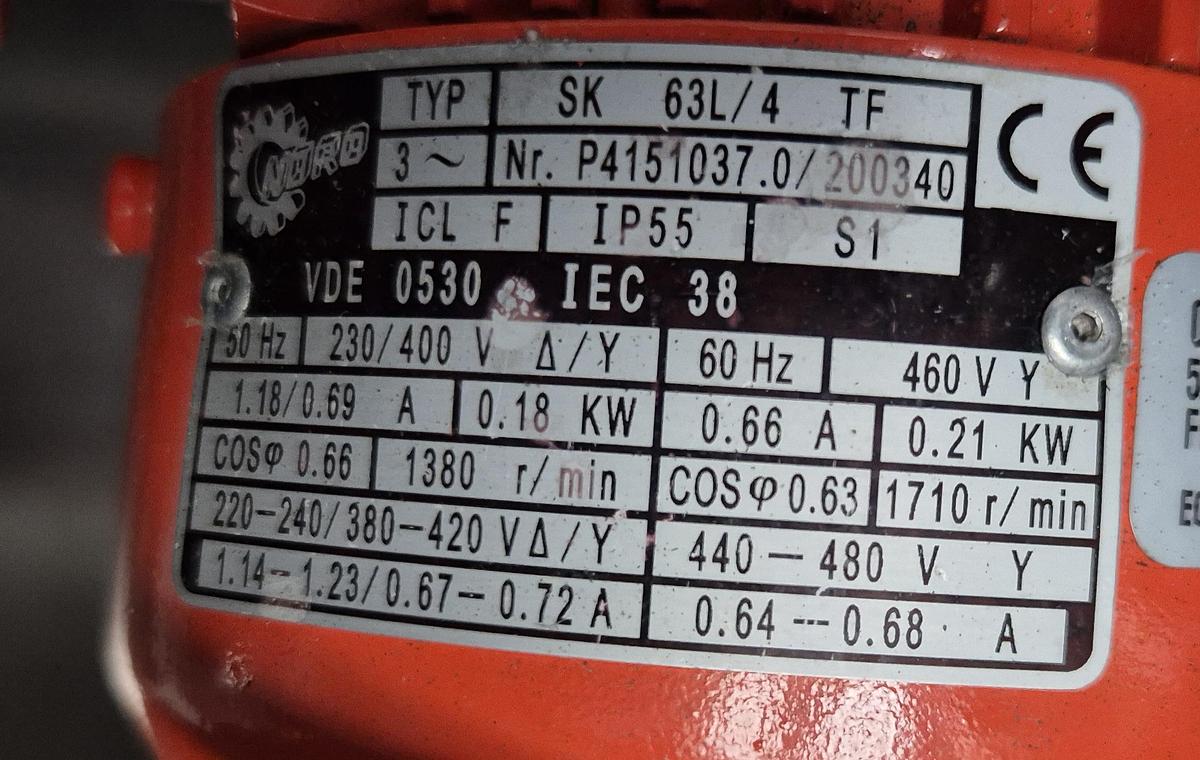 NORD
TYP SK 63L/4 TF
3~ Nr. P4151037.0/200340
CE
ICL F IP55 S1
VDE 0530 IEC 38
50 Hz 230/400 V Δ/Y 60 Hz 460 V Y
1.18/0.69 A 0.18 KW 0.66 A 0.21 KW
COSφ 0.66 1380 r/min COSφ 0.63 1710 r/min
220-240/380-420 V Δ/Y 440-480 V Y
1.14-1.23/0.67-0.72 A 0.64---0.68 A